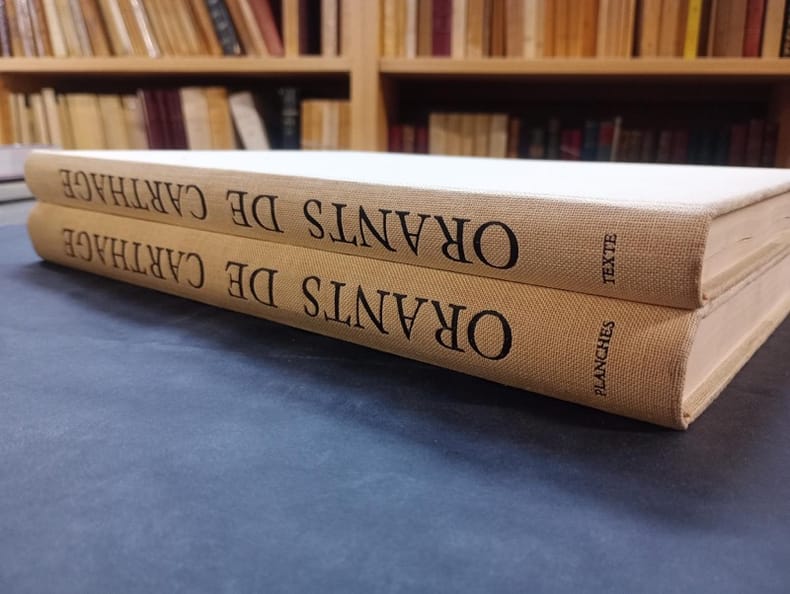 ORANTS DE CARTHAGE
TEXTE
ORANTS DE CARTHAGE
PLANCHES